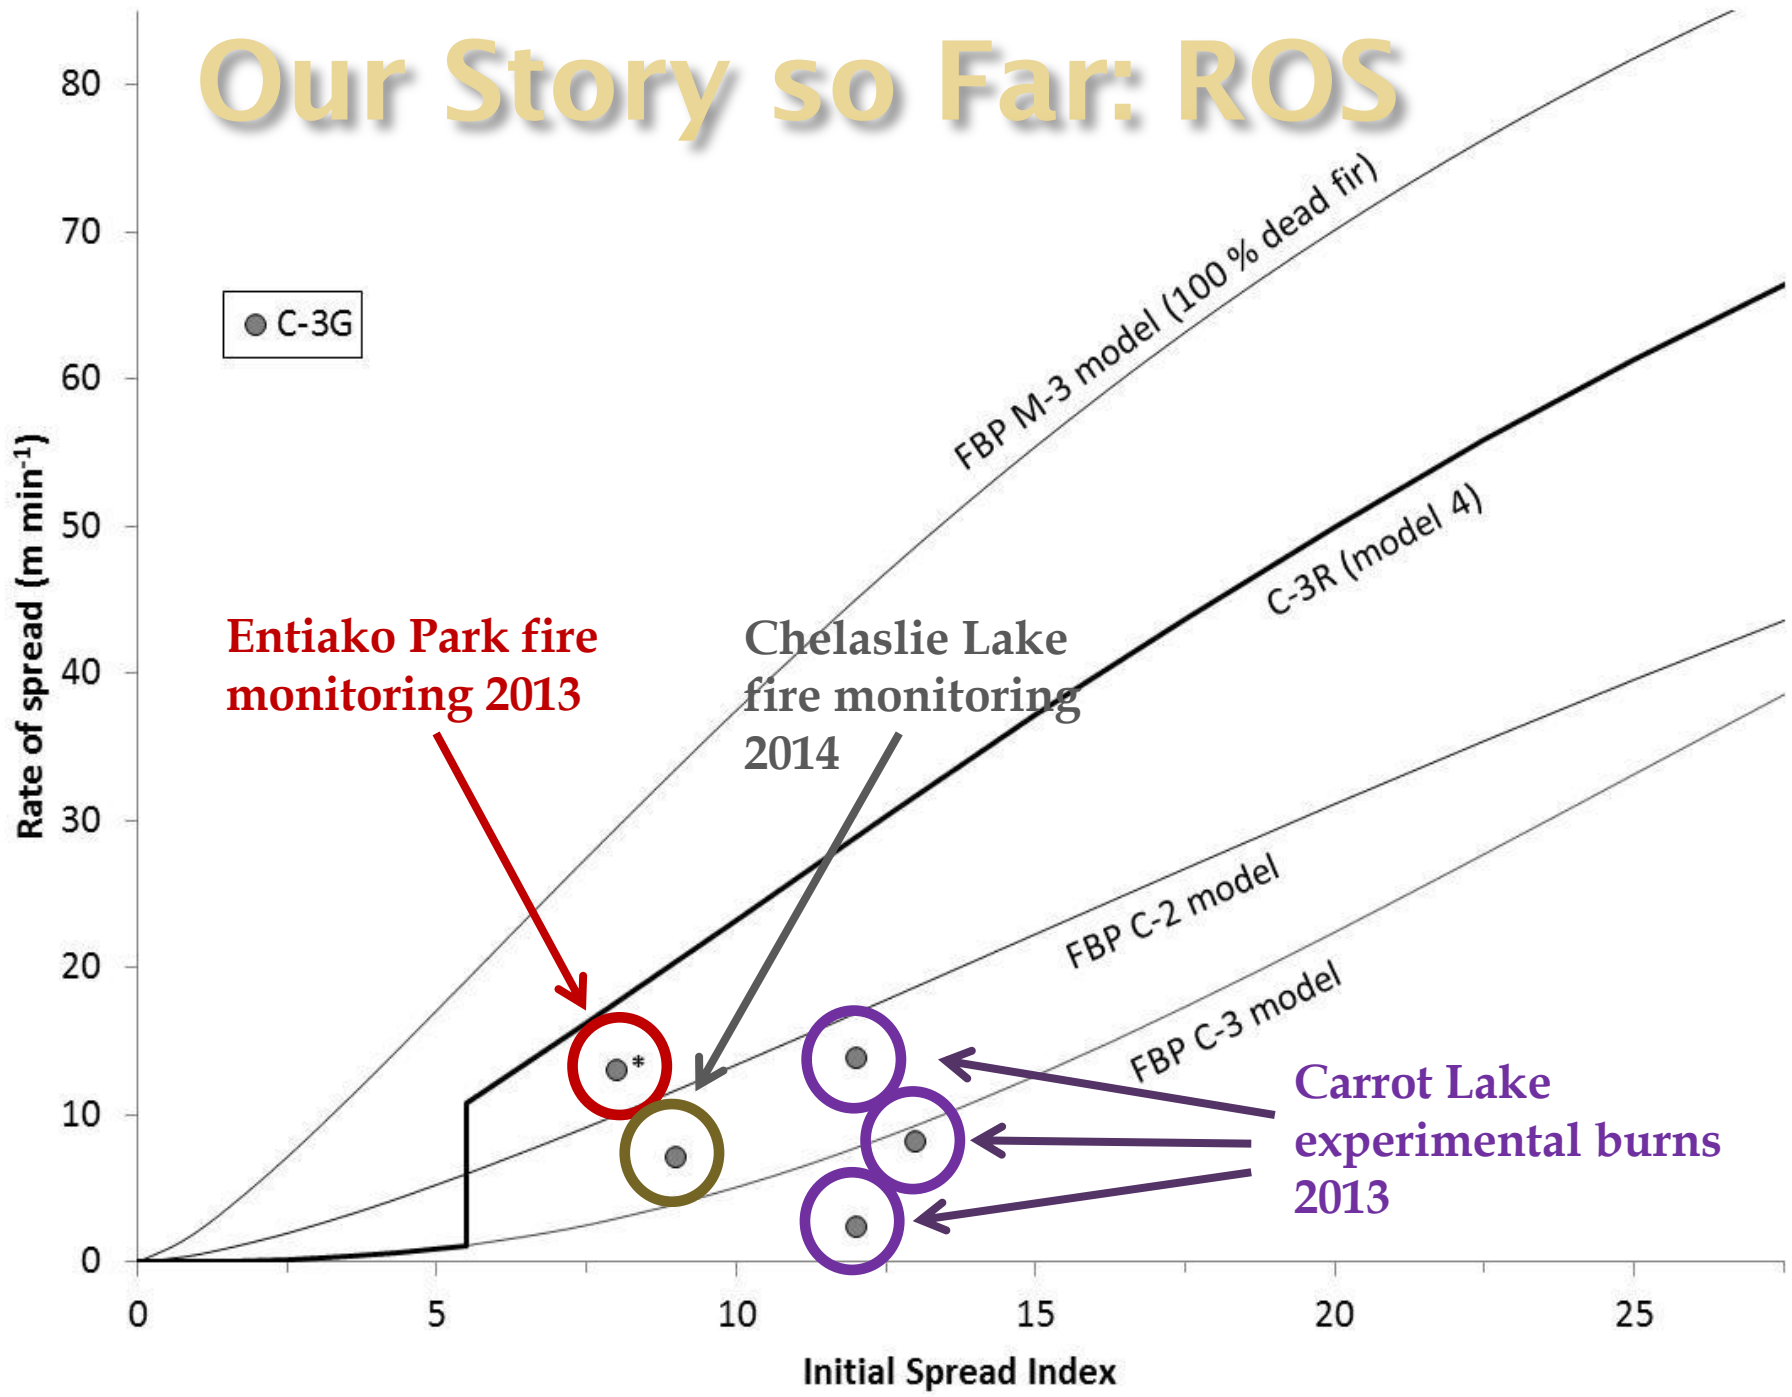 Our Story so Far: ROS
80
70
60
50
40
30
20
10
0
Rate of spread (m min⁻¹)
C-3G
FBP M-3 model (100 % dead fir)
C-3R (model 4)
FBP C-2 model
FBP C-3 model
Entiako Park fire
monitoring 2013
Chelaslie Lake
fire monitoring
2014
*
Carrot Lake
experimental burns
2013
0 5 10 15 20 25
Initial Spread Index